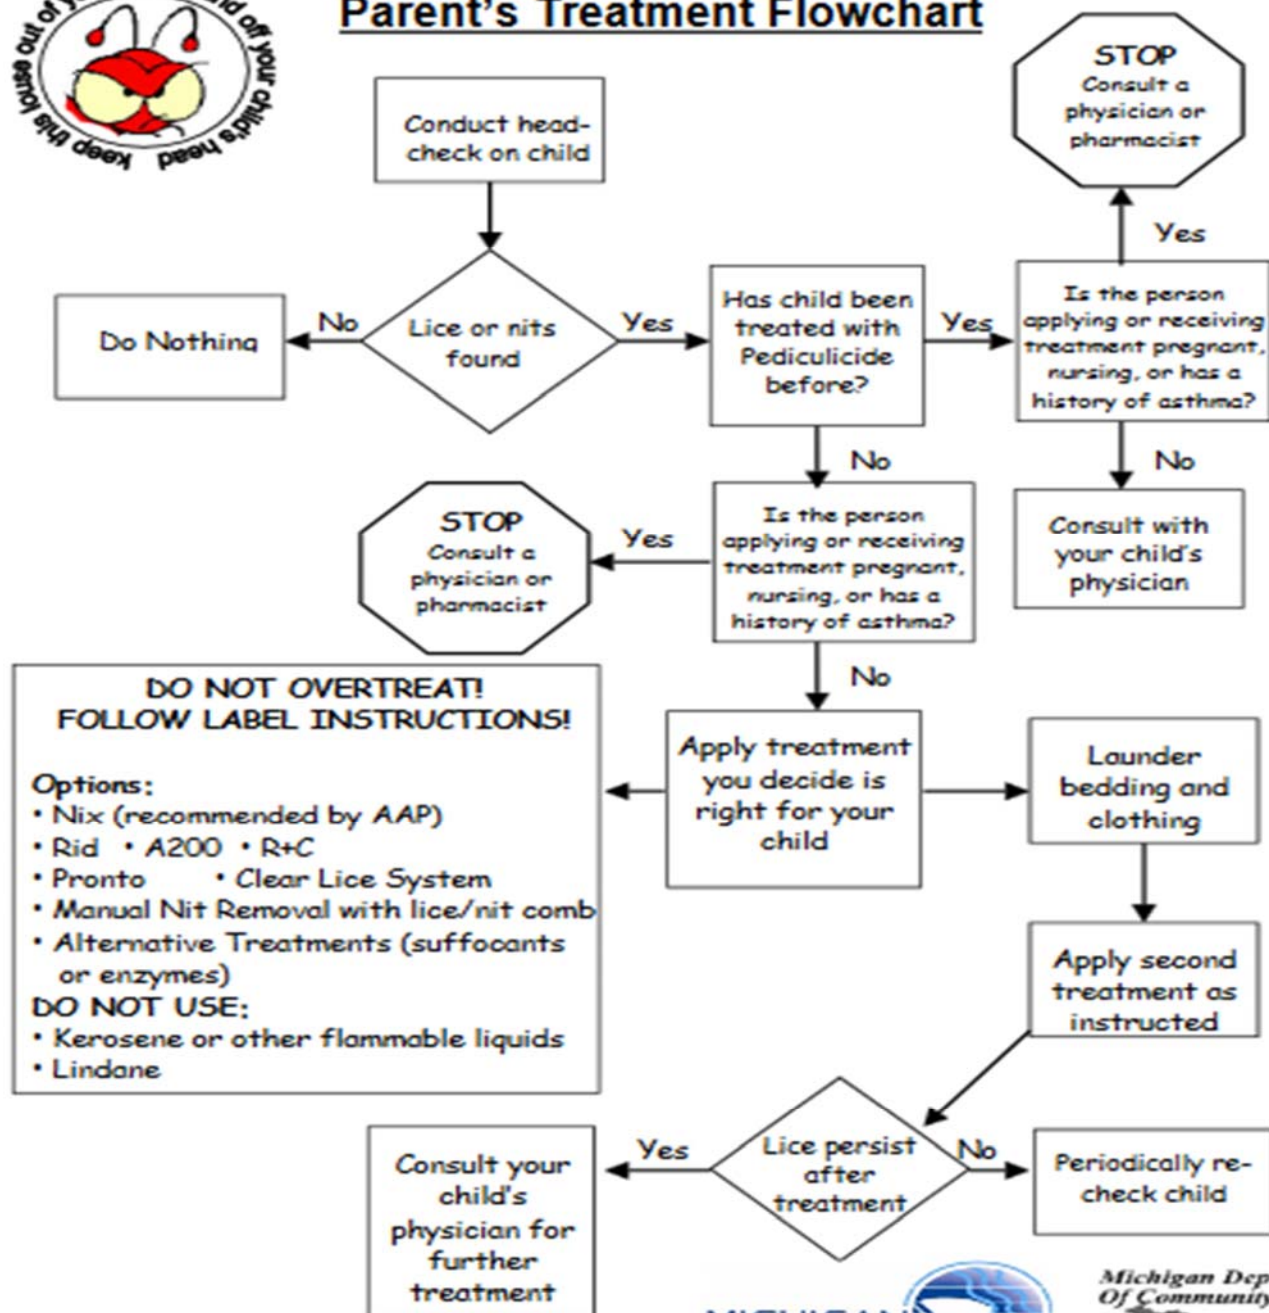 Parent's Treatment Flowchart
keep this louse out of
off your child's head
Conduct head-
check on child
STOP
Consult a
physician or
pharmacist
Yes
Do Nothing
No
Lice or nits
found
Yes
Has child been
treated with
Pediculicide
before?
Yes
Is the person
applying or receiving
treatment pregnant,
nursing, or has a
history of asthma?
No
No
STOP
Consult a
physician or
pharmacist
Yes
Is the person
applying or receiving
treatment pregnant,
nursing, or has a
history of asthma?
Consult with
your child's
physician
No
DO NOT OVERTREAT!
FOLLOW LABEL INSTRUCTIONS!
Options:
• Nix (recommended by AAP)
• Rid • A200 • R+C
• Pronto • Clear Lice System
• Manual Nit Removal with lice/nit comb
• Alternative Treatments (suffocants
or enzymes)
DO NOT USE:
• Kerosene or other flammable liquids
• Lindane
Apply treatment
you decide is
right for your
child
Launder
bedding and
clothing
Apply second
treatment as
instructed
Consult your
child's
physician for
further
treatment
Yes
Lice persist
after
treatment
No
Periodically re-
check child
MICHIGAN
Michigan Dep
Of Community